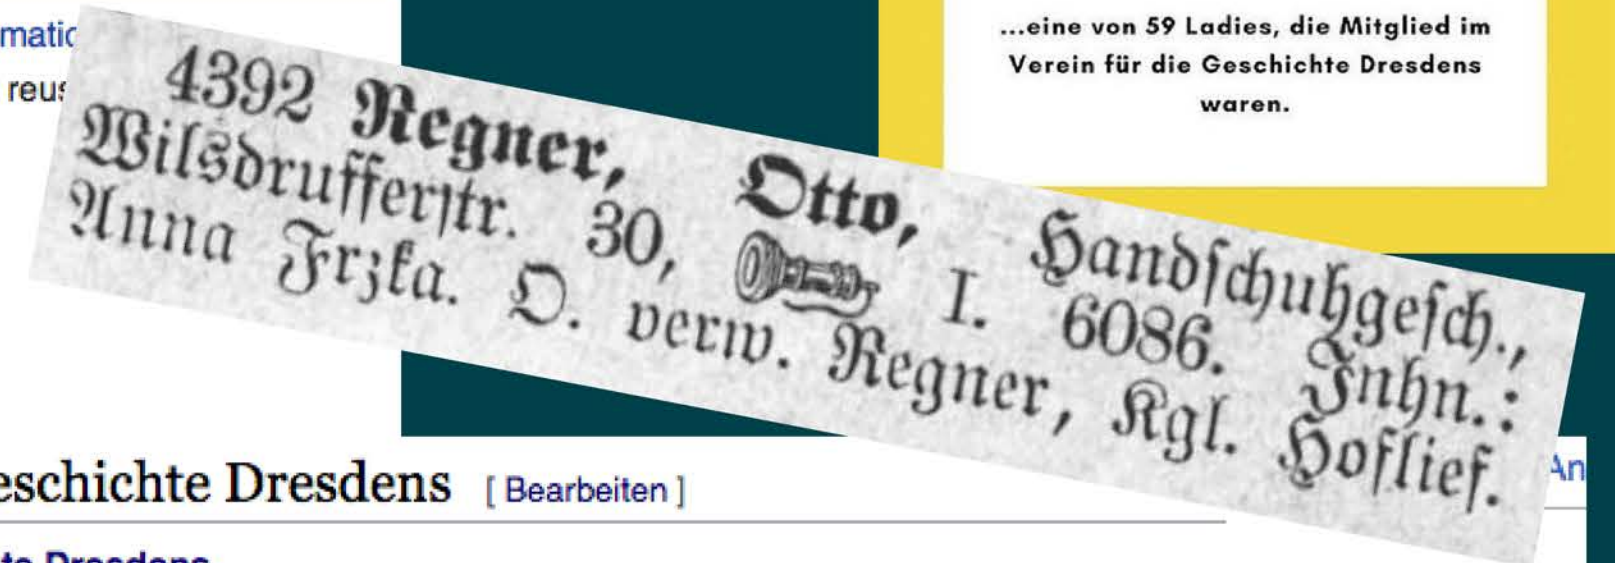 ...eine von 59 Ladies, die Mitglied im
Verein für die Geschichte Dresdens
waren.
4392 Regner, Otto, Handschuhgesch.,
Wilsdrufferstr. 30, I. 6086. Inhn.:
Anna Frzka. O. verw. Regner, Kgl. Hoflief.
eschichte Dresdens [ Bearbeiten ]